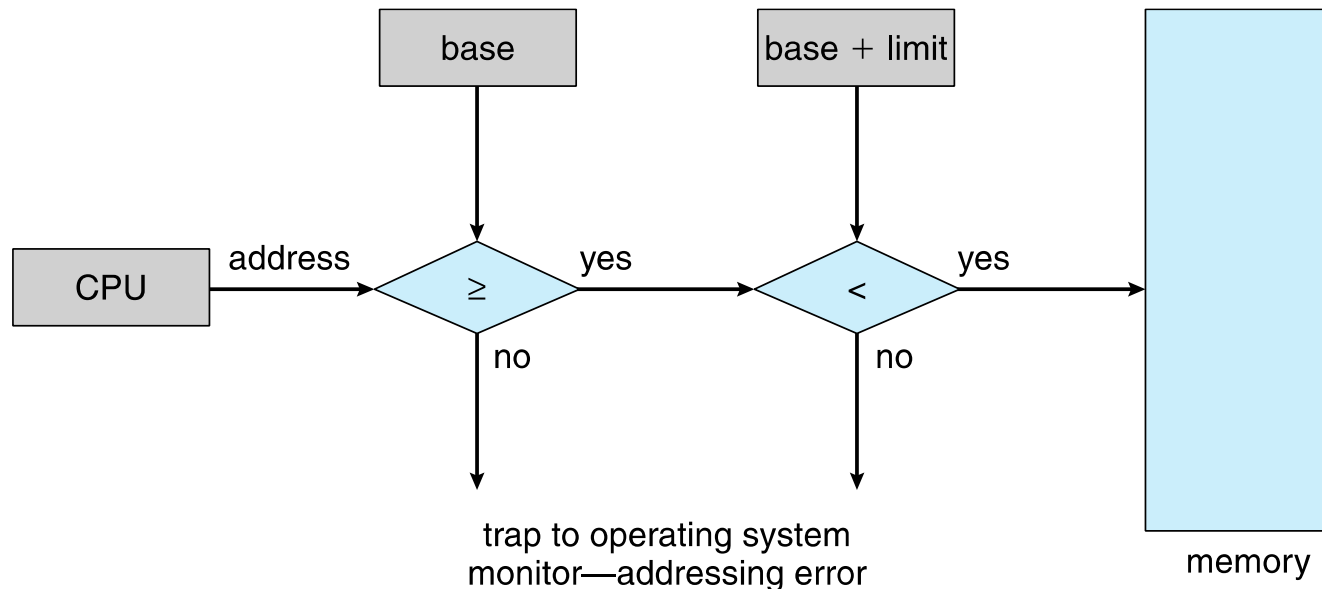 base
base + limit
CPU
address
≥
yes
<
yes
no
no
trap to operating system
monitor—addressing error
memory